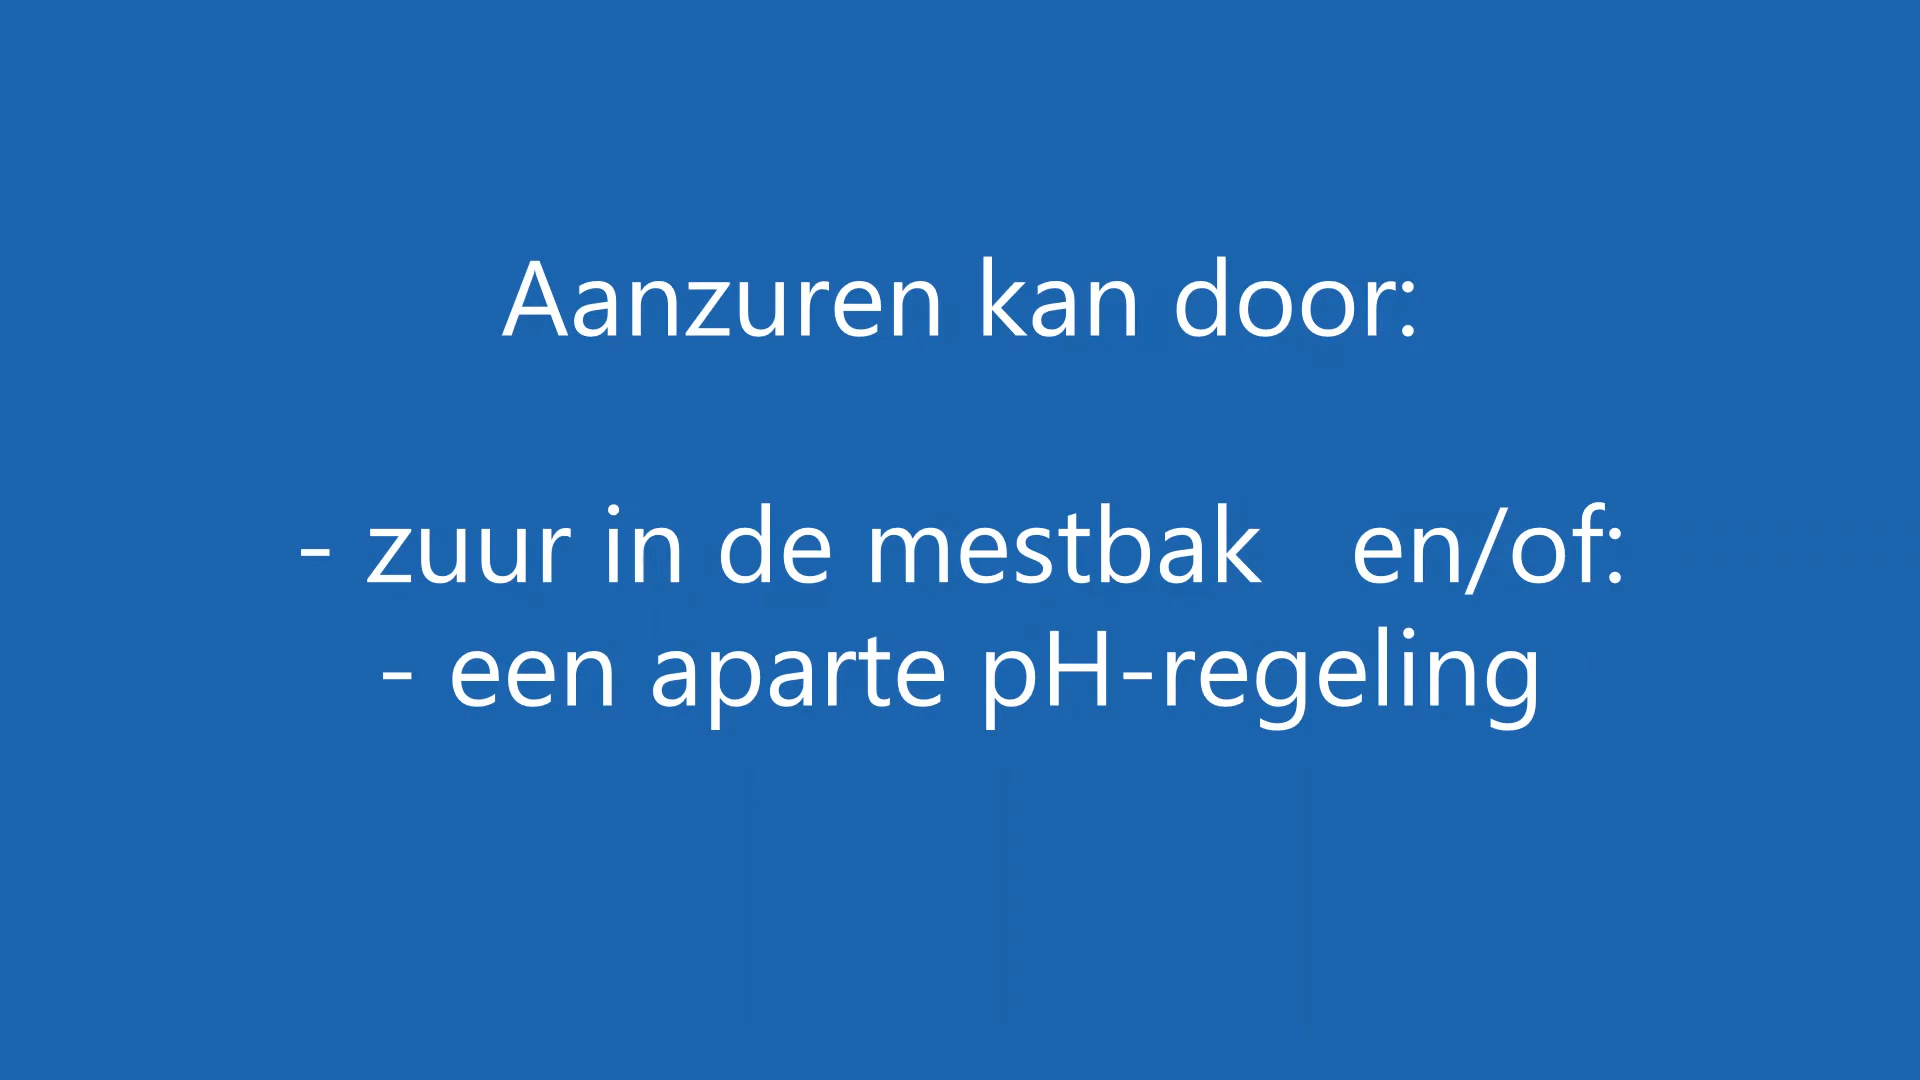 Aanzuren kan door:
- zuur in de mestbak en/of:
- een aparte pH-regeling